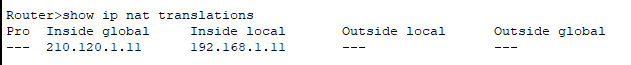 Router>show ip nat translations
Pro  Inside global     Inside local       Outside local      Outside global
---  210.120.1.11      192.168.1.11       ---                ---